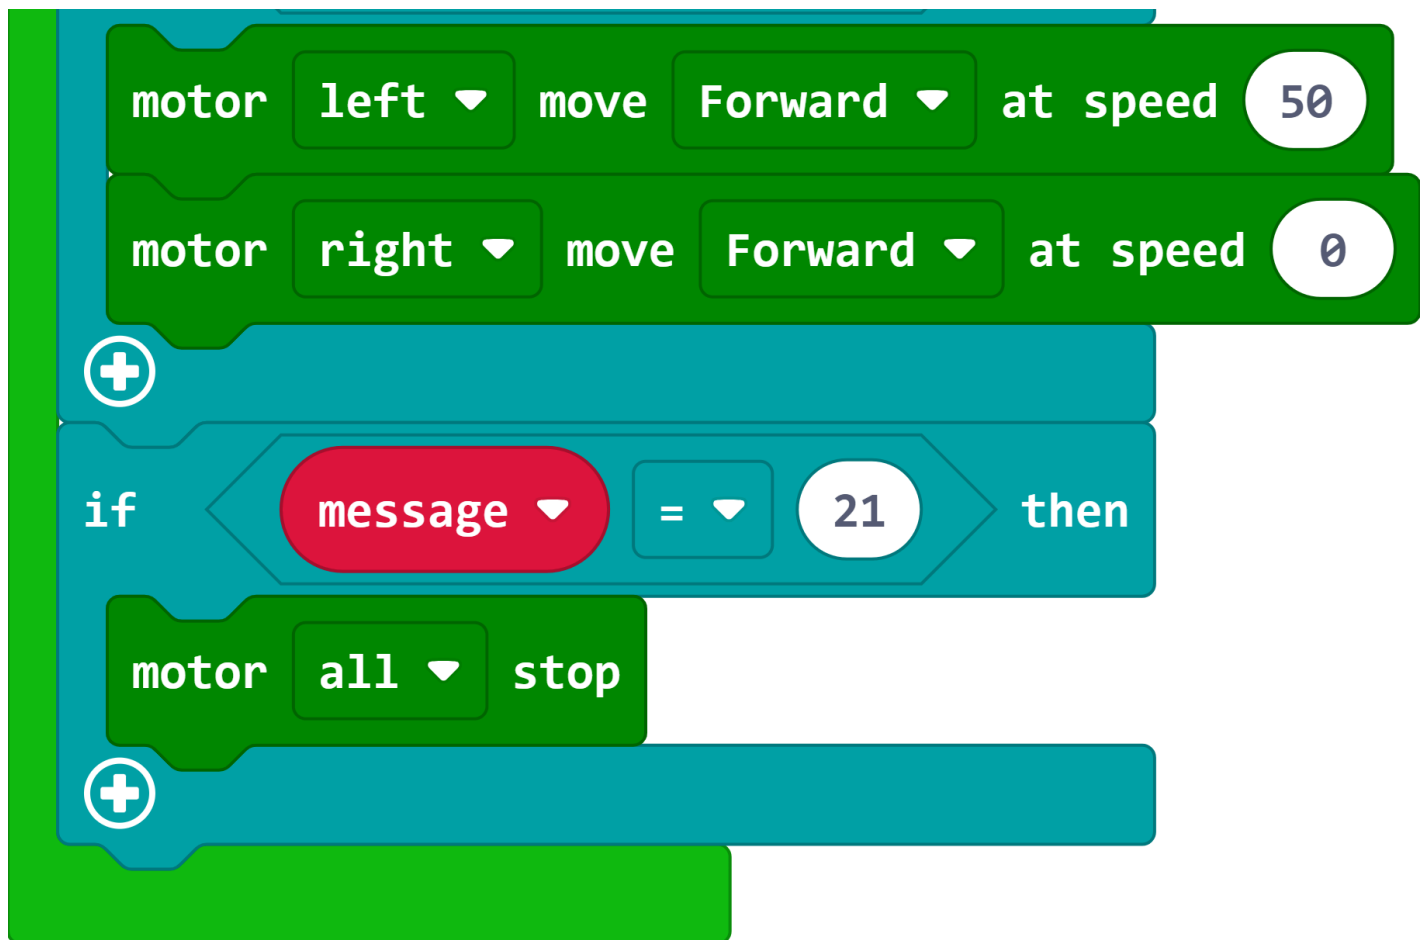 motor left move Forward at speed 50
motor right move Forward at speed 0
if message = 21 then
motor all stop